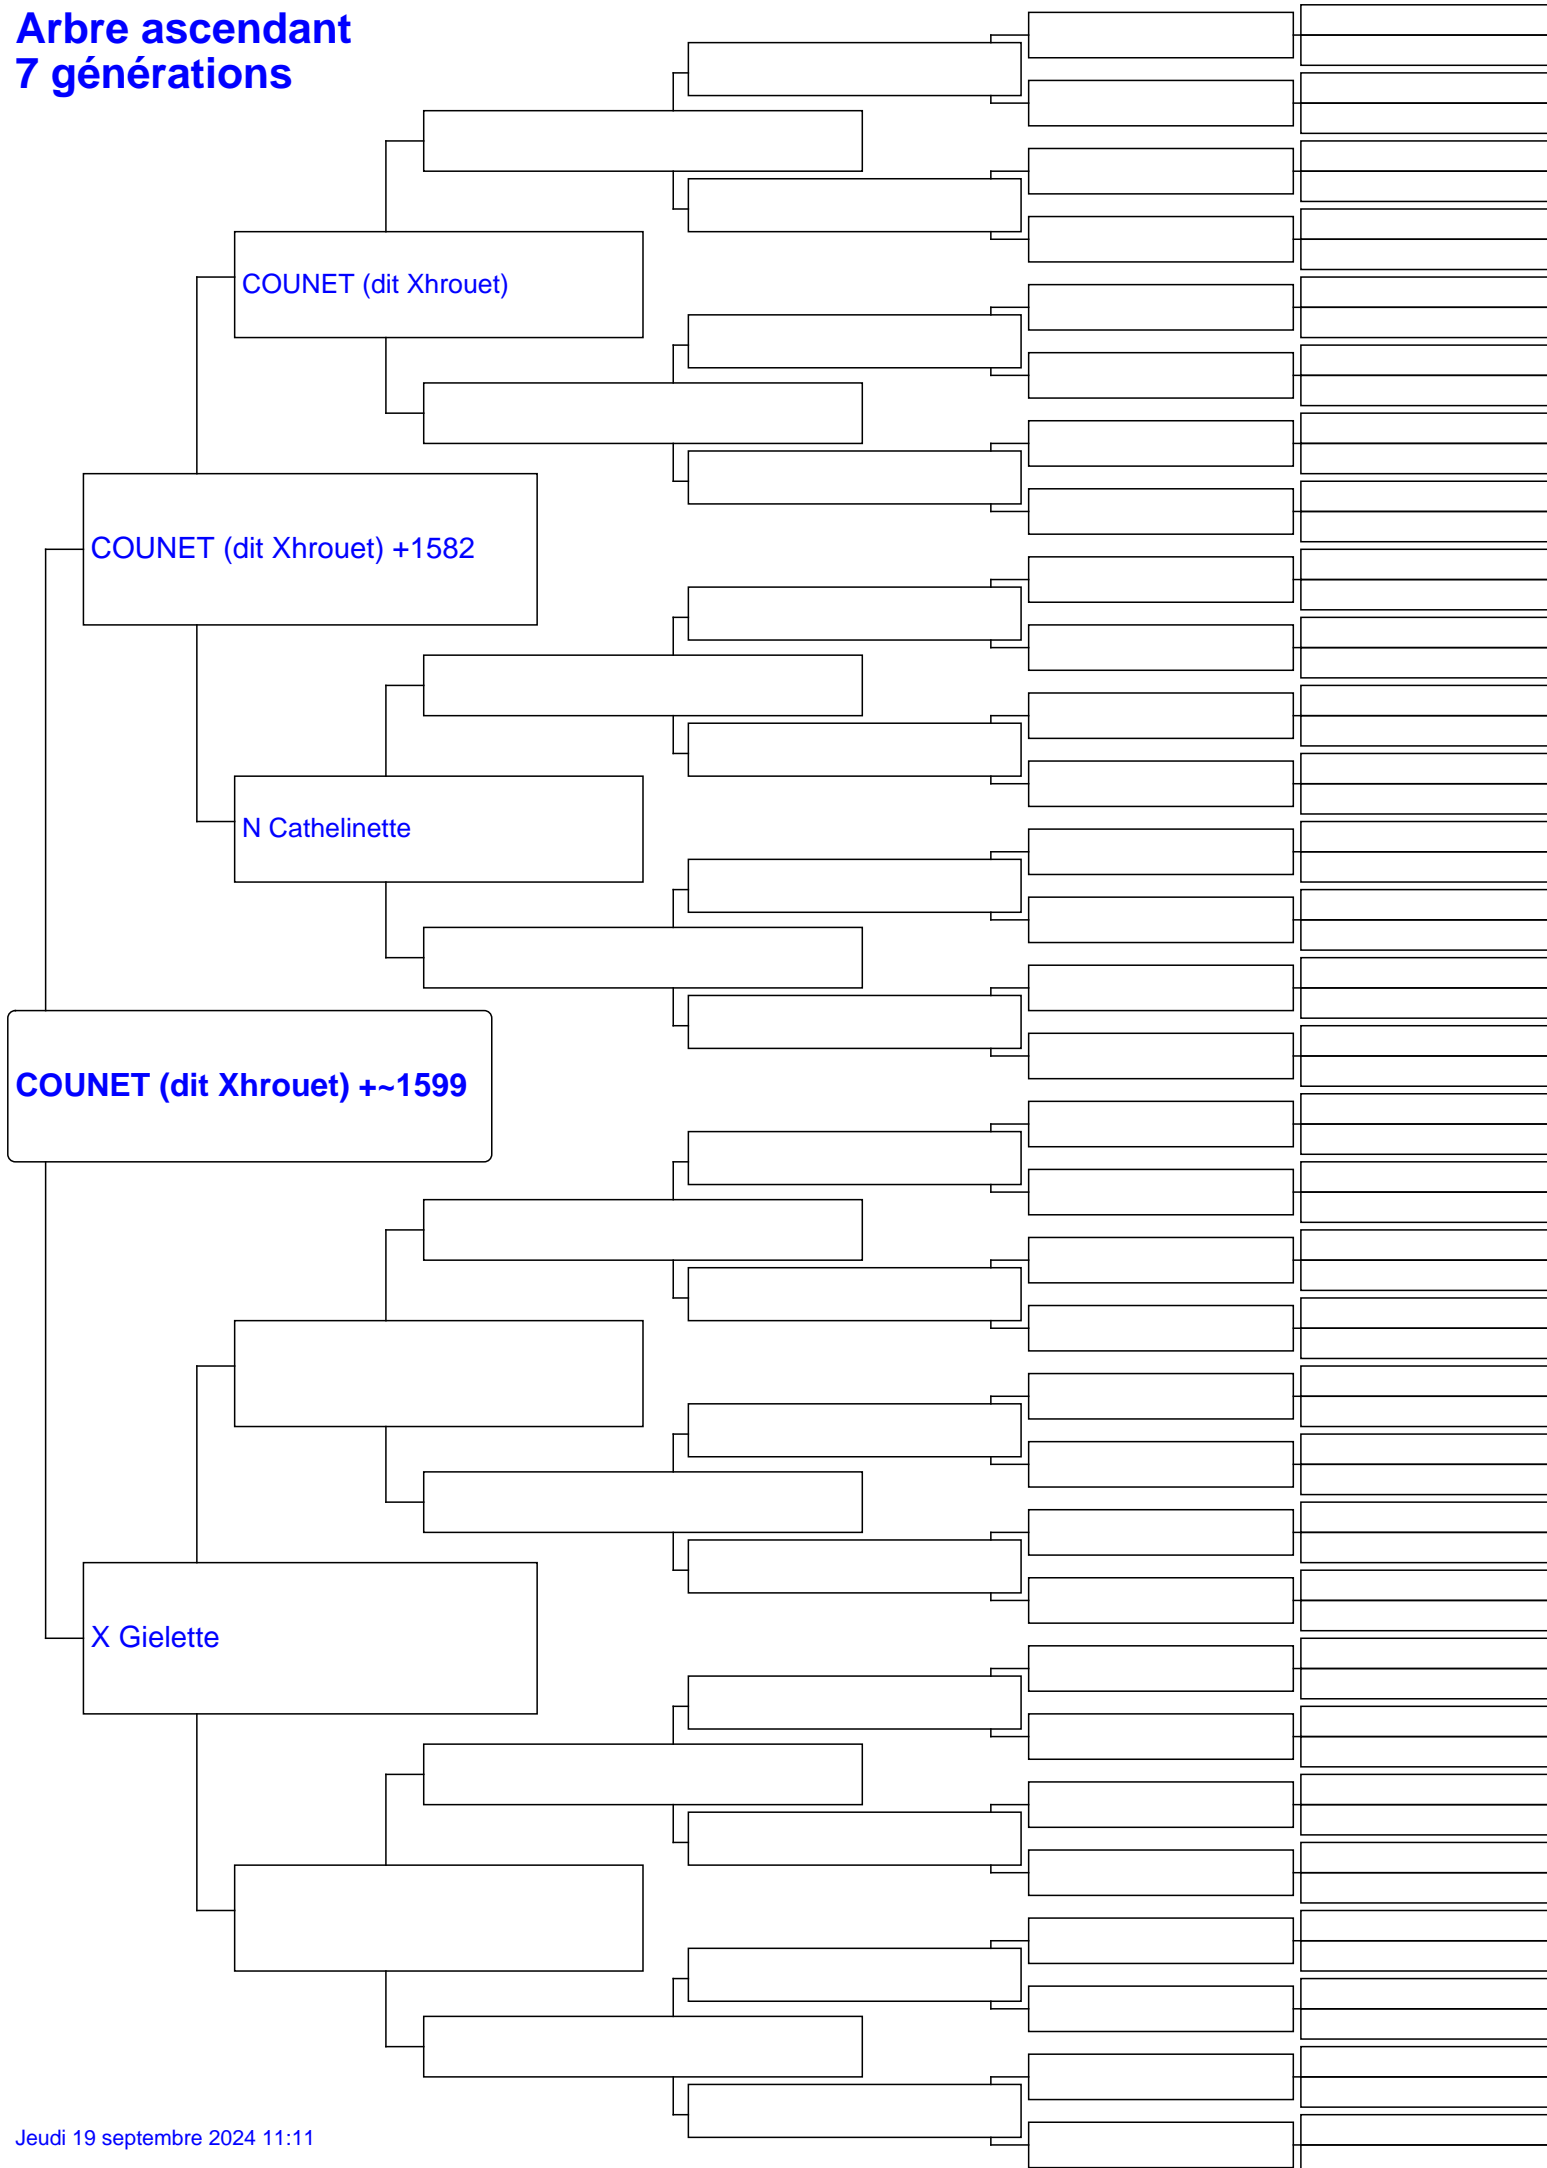 Arbre ascendant
7 générations
COUNET (dit Xhrouet)
COUNET (dit Xhrouet) +1582
N Cathelinette
COUNET (dit Xhrouet) +~1599
X Gielette
Jeudi 19 septembre 2024 11:11